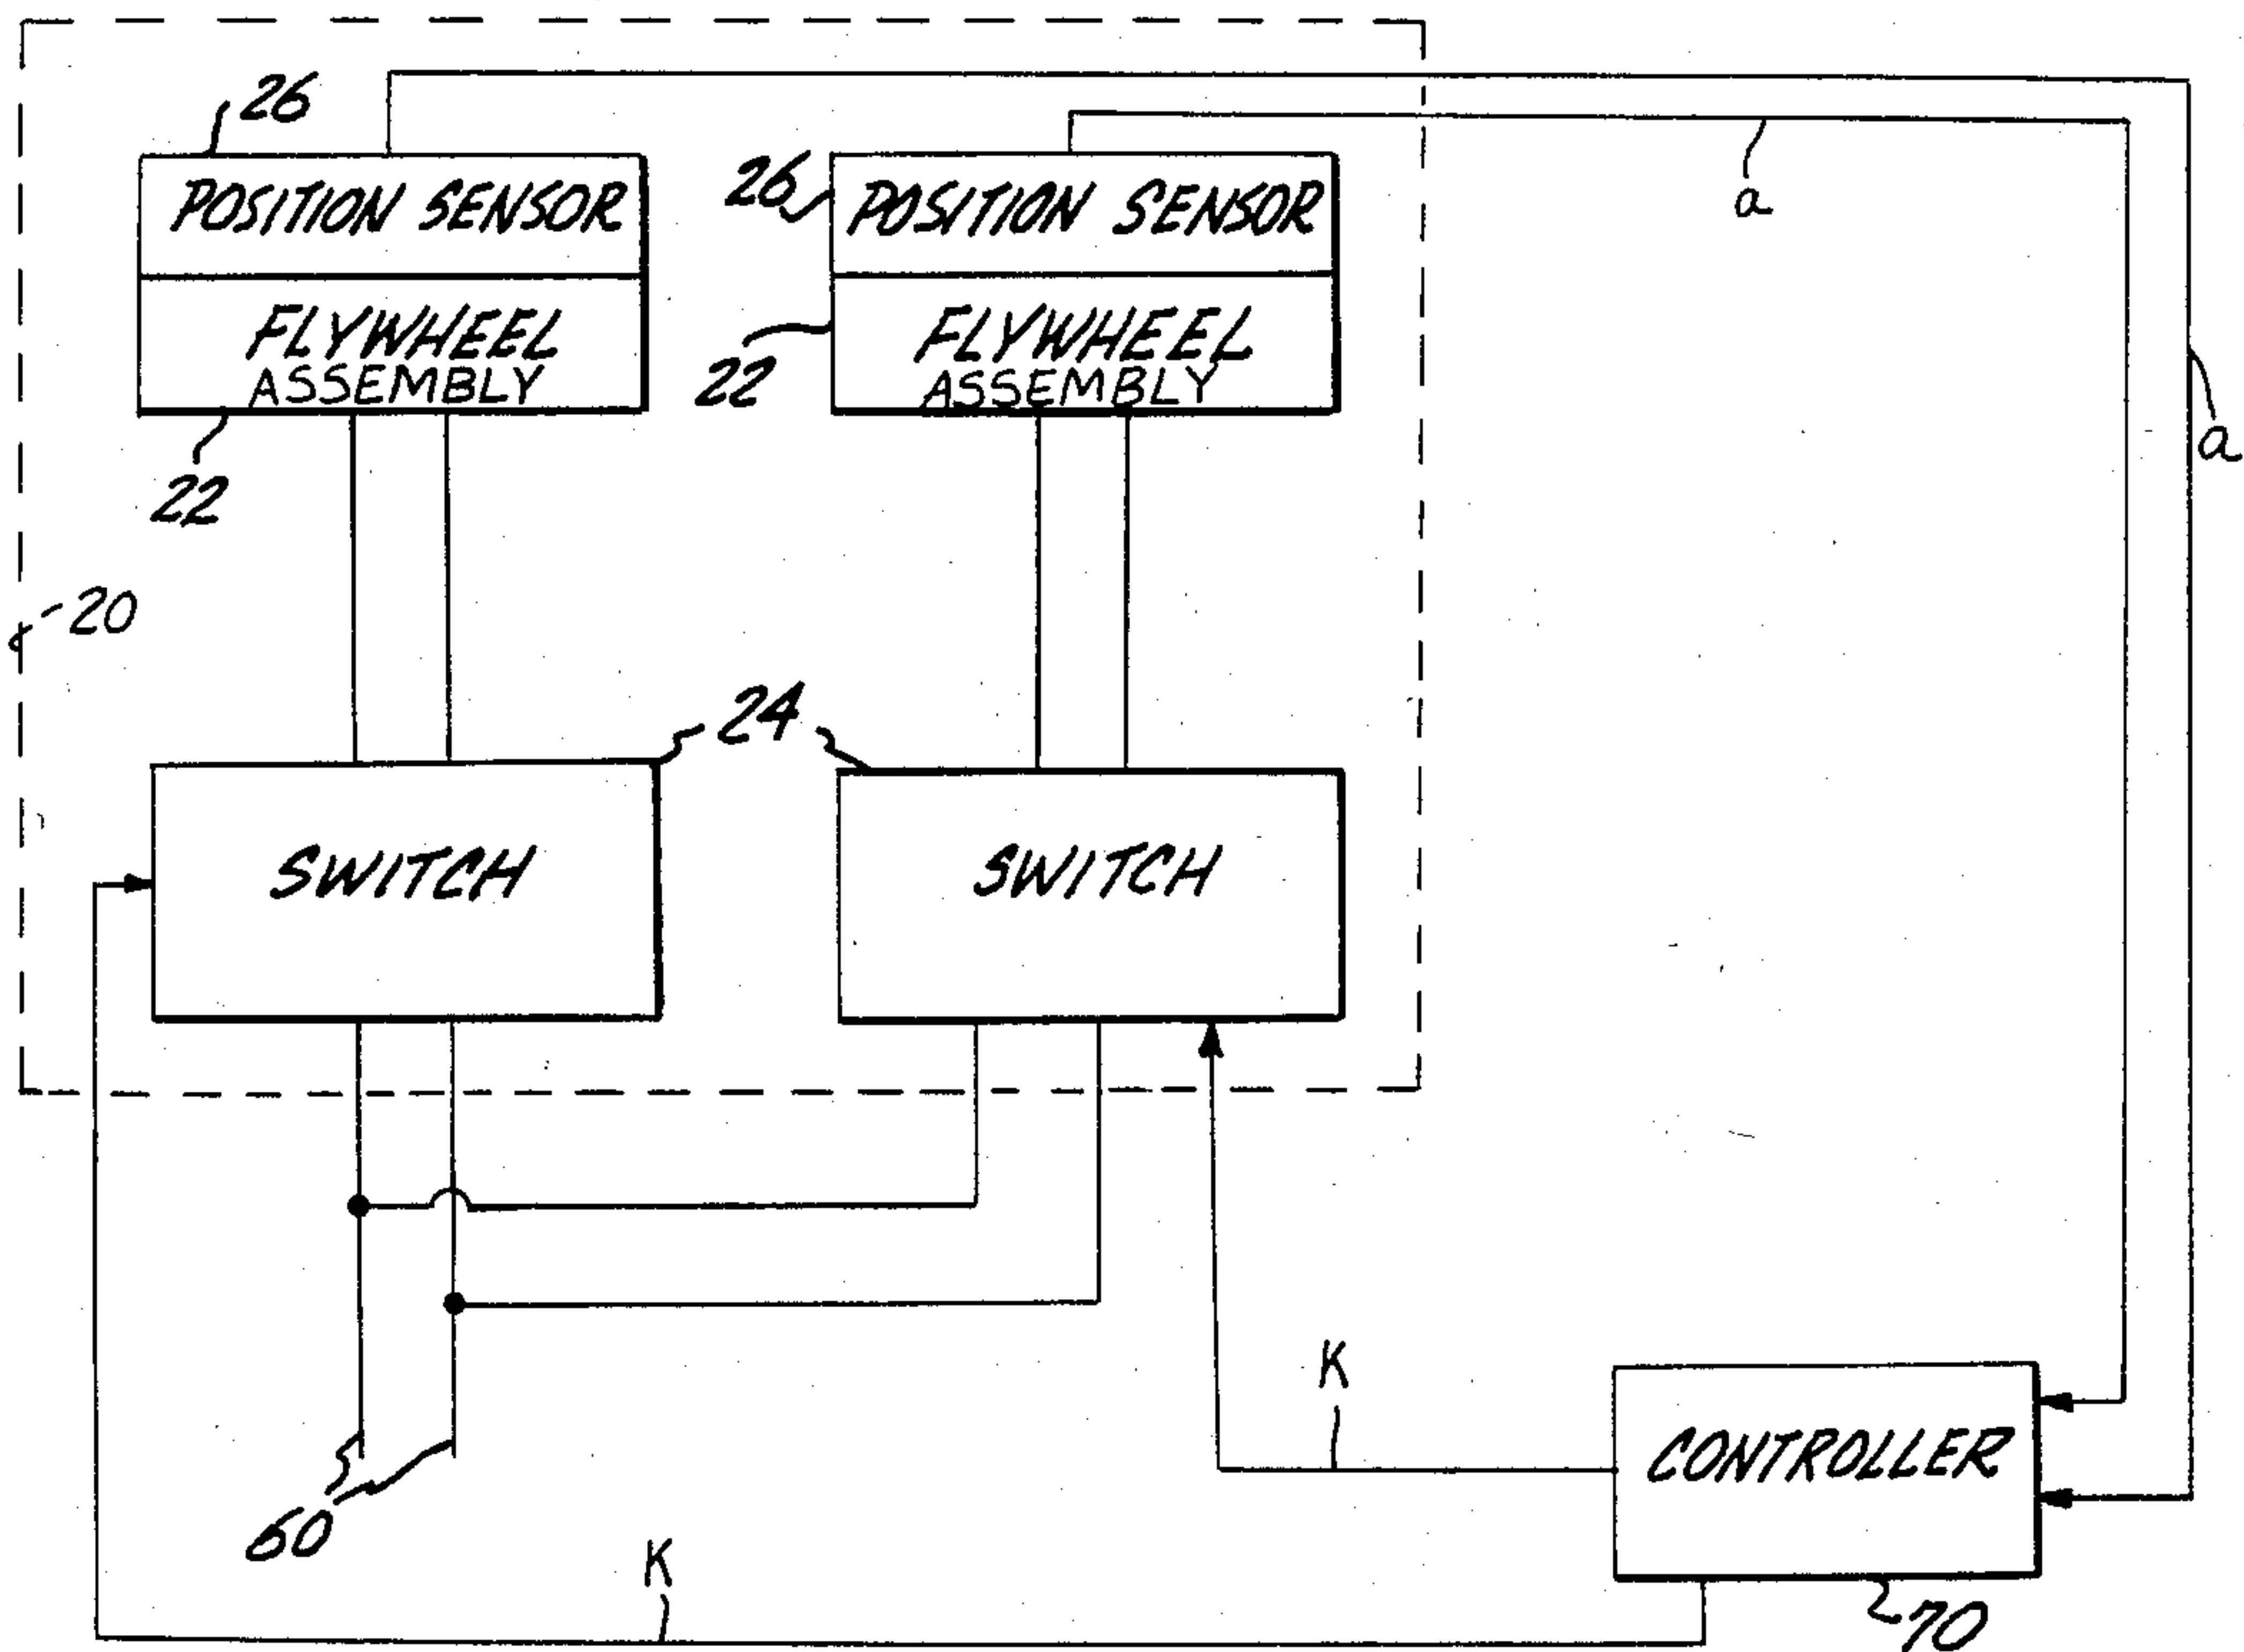 26
POSITION SENSOR
FLYWHEEL
ASSEMBLY
22
26
POSITION SENSOR
FLYWHEEL
ASSEMBLY
22
a
a
20
24
SWITCH
SWITCH
60
K
K
CONTROLLER
70